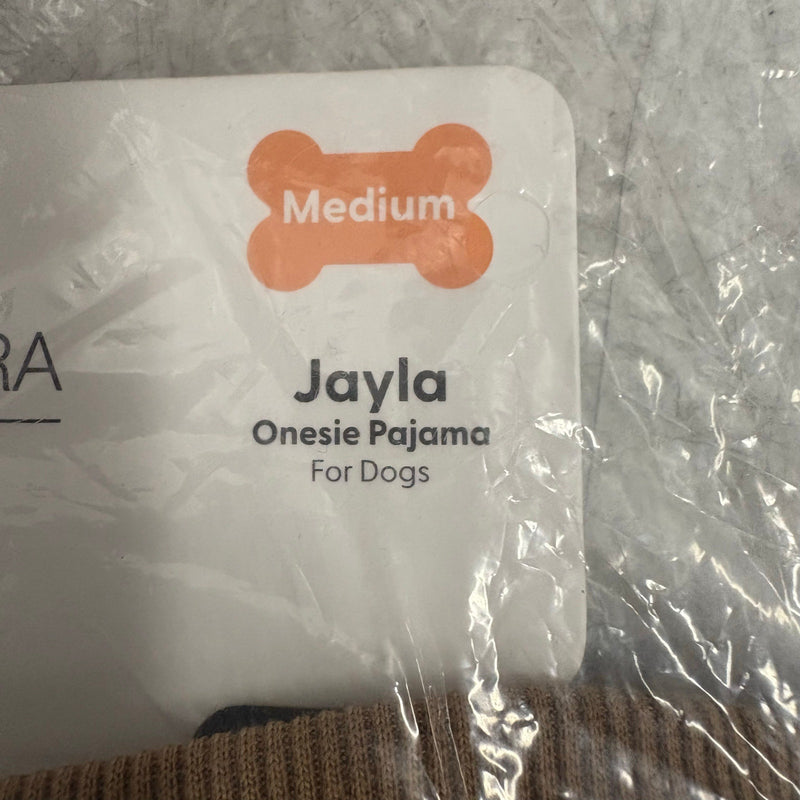 Medium
RA
Jayla
Onesie Pajama
For Dogs